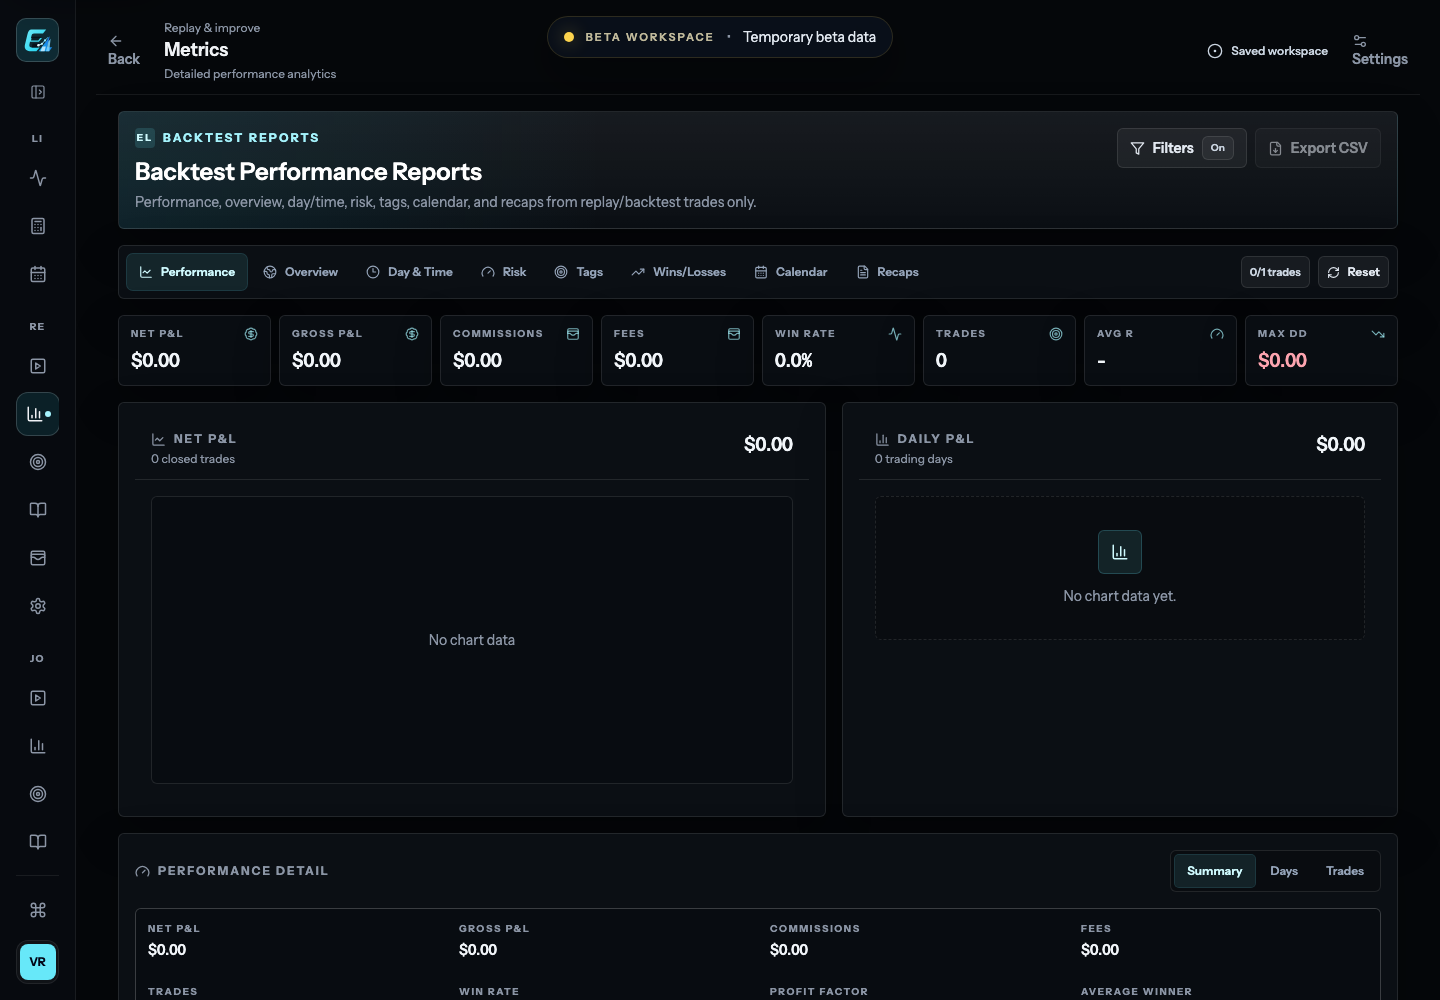 Back
Replay & improve
Metrics
Detailed performance analytics
BETA WORKSPACE • Temporary beta data
Saved workspace
Settings
LI
RE
JO
VR
EL BACKTEST REPORTS
Backtest Performance Reports
Performance, overview, day/time, risk, tags, calendar, and recaps from replay/backtest trades only.
Filters On
Export CSV
Performance Overview Day & Time Risk Tags Wins/Losses Calendar Recaps
0/1 trades Reset
NET P&L
$0.00
GROSS P&L
$0.00
COMMISSIONS
$0.00
FEES
$0.00
WIN RATE
0.0%
TRADES
0
AVG R
-
MAX DD
$0.00
NET P&L
0 closed trades
$0.00
No chart data
DAILY P&L
0 trading days
$0.00
No chart data yet.
PERFORMANCE DETAIL
Summary Days Trades
NET P&L
$0.00
GROSS P&L
$0.00
COMMISSIONS
$0.00
FEES
$0.00
TRADES
WIN RATE
PROFIT FACTOR
AVERAGE WINNER